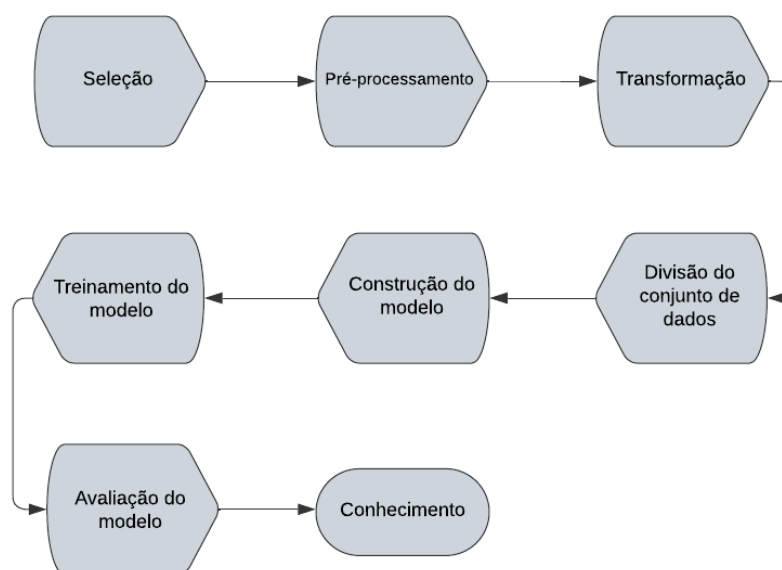 Seleção
Pré-processamento
Transformação
Divisão do
conjunto de
dados
Construção do
modelo
Treinamento do
modelo
Avaliação do
modelo
Conhecimento